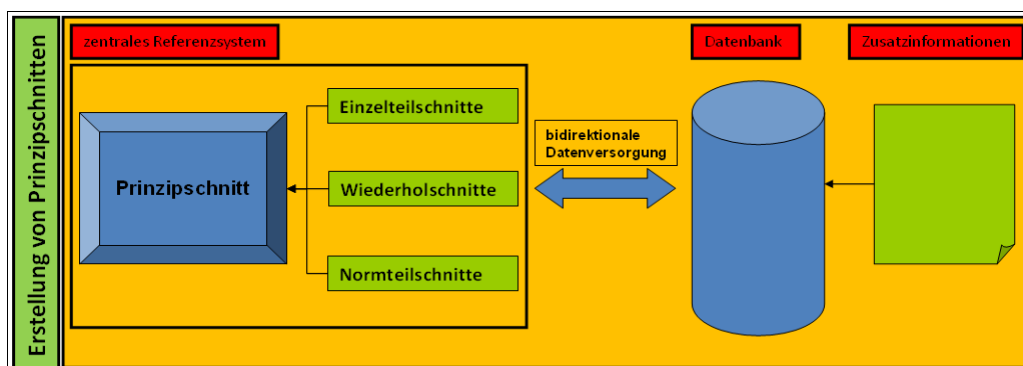 Erstellung von Prinzipschnitten
zentrales Referenzsystem
Datenbank
Zusatzinformationen
Prinzipschnitt
Einzelteilschnitte
Wiederholschnitte
Normteilschnitte
bidirektionale
Datenversorgung